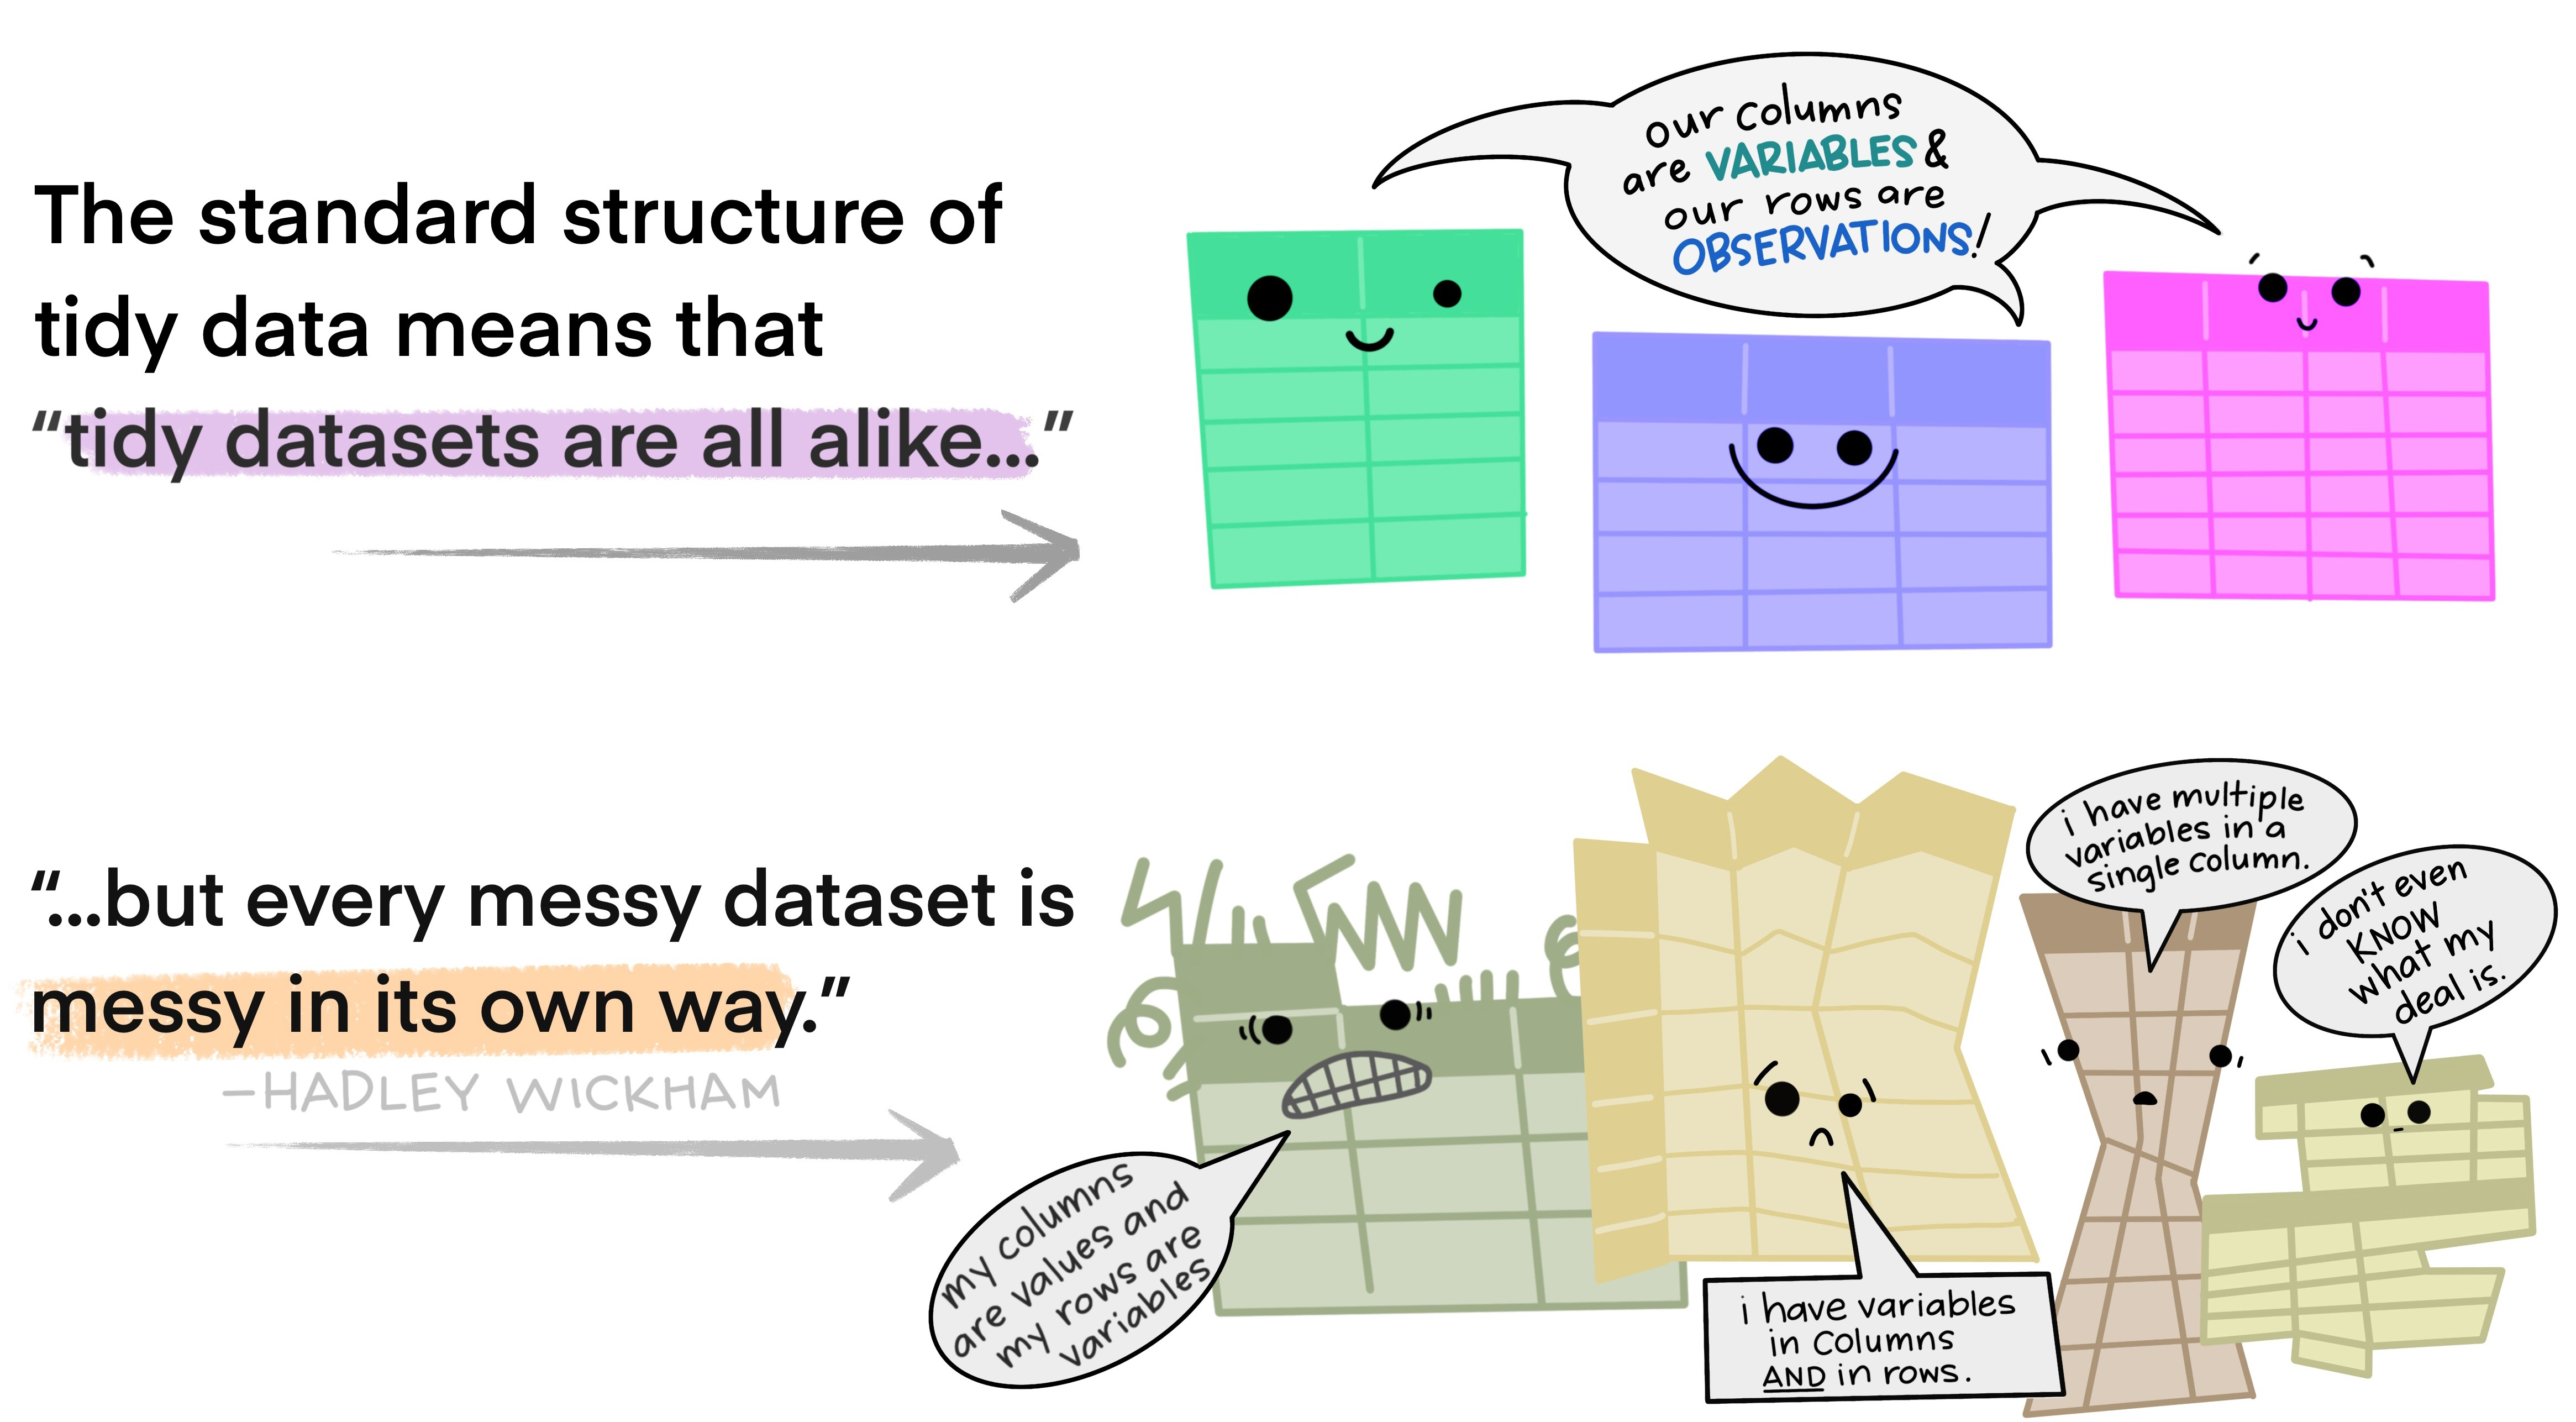 The standard structure of
tidy data means that
“tidy datasets are all alike...”
our columns
are VARIABLES &
our rows are
OBSERVATIONS!
“...but every messy dataset is
messy in its own way.”
–HADLEY WICKHAM
my columns
are values and
my rows are
variables
i have variables
in columns
AND in rows.
i have multiple
variables in a
single column.
i don't even
KNOW
what my
deal is.